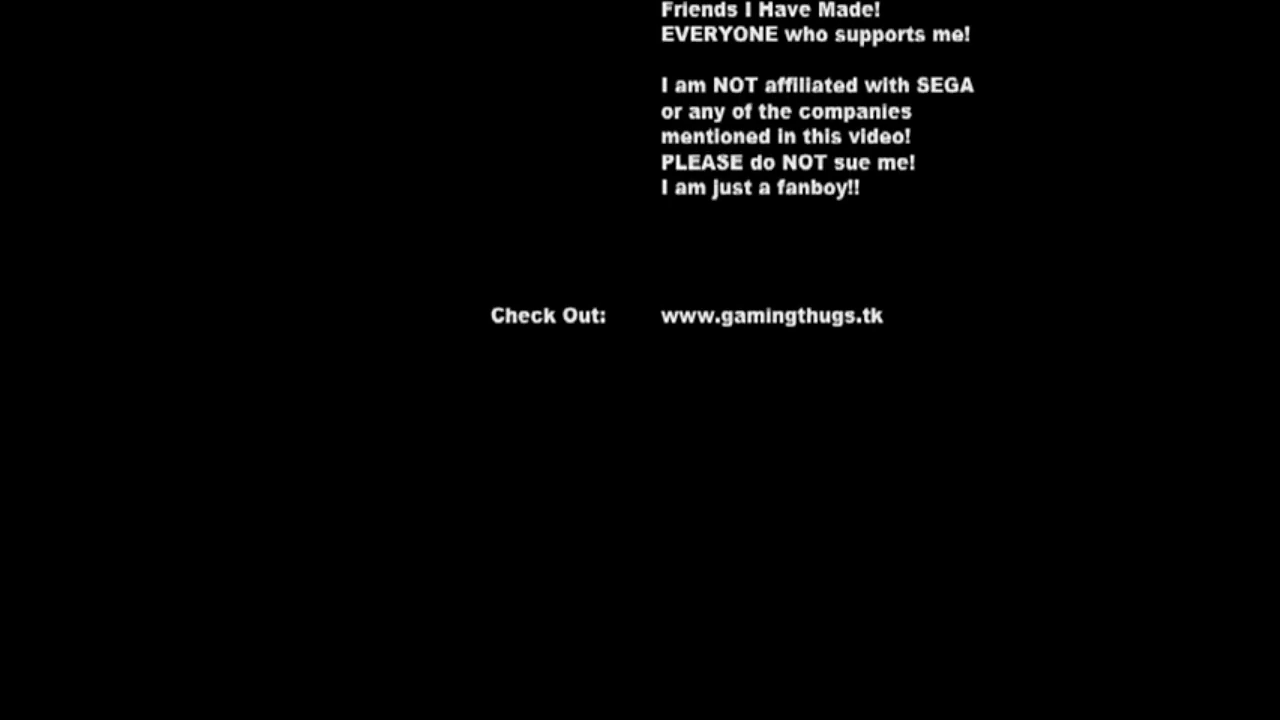 Friends I Have Made!
EVERYONE who supports me!
I am NOT affiliated with SEGA
or any of the companies
mentioned in this video!
PLEASE do NOT sue me!
I am just a fanboy!!
Check Out: www.gamingthugs.tk